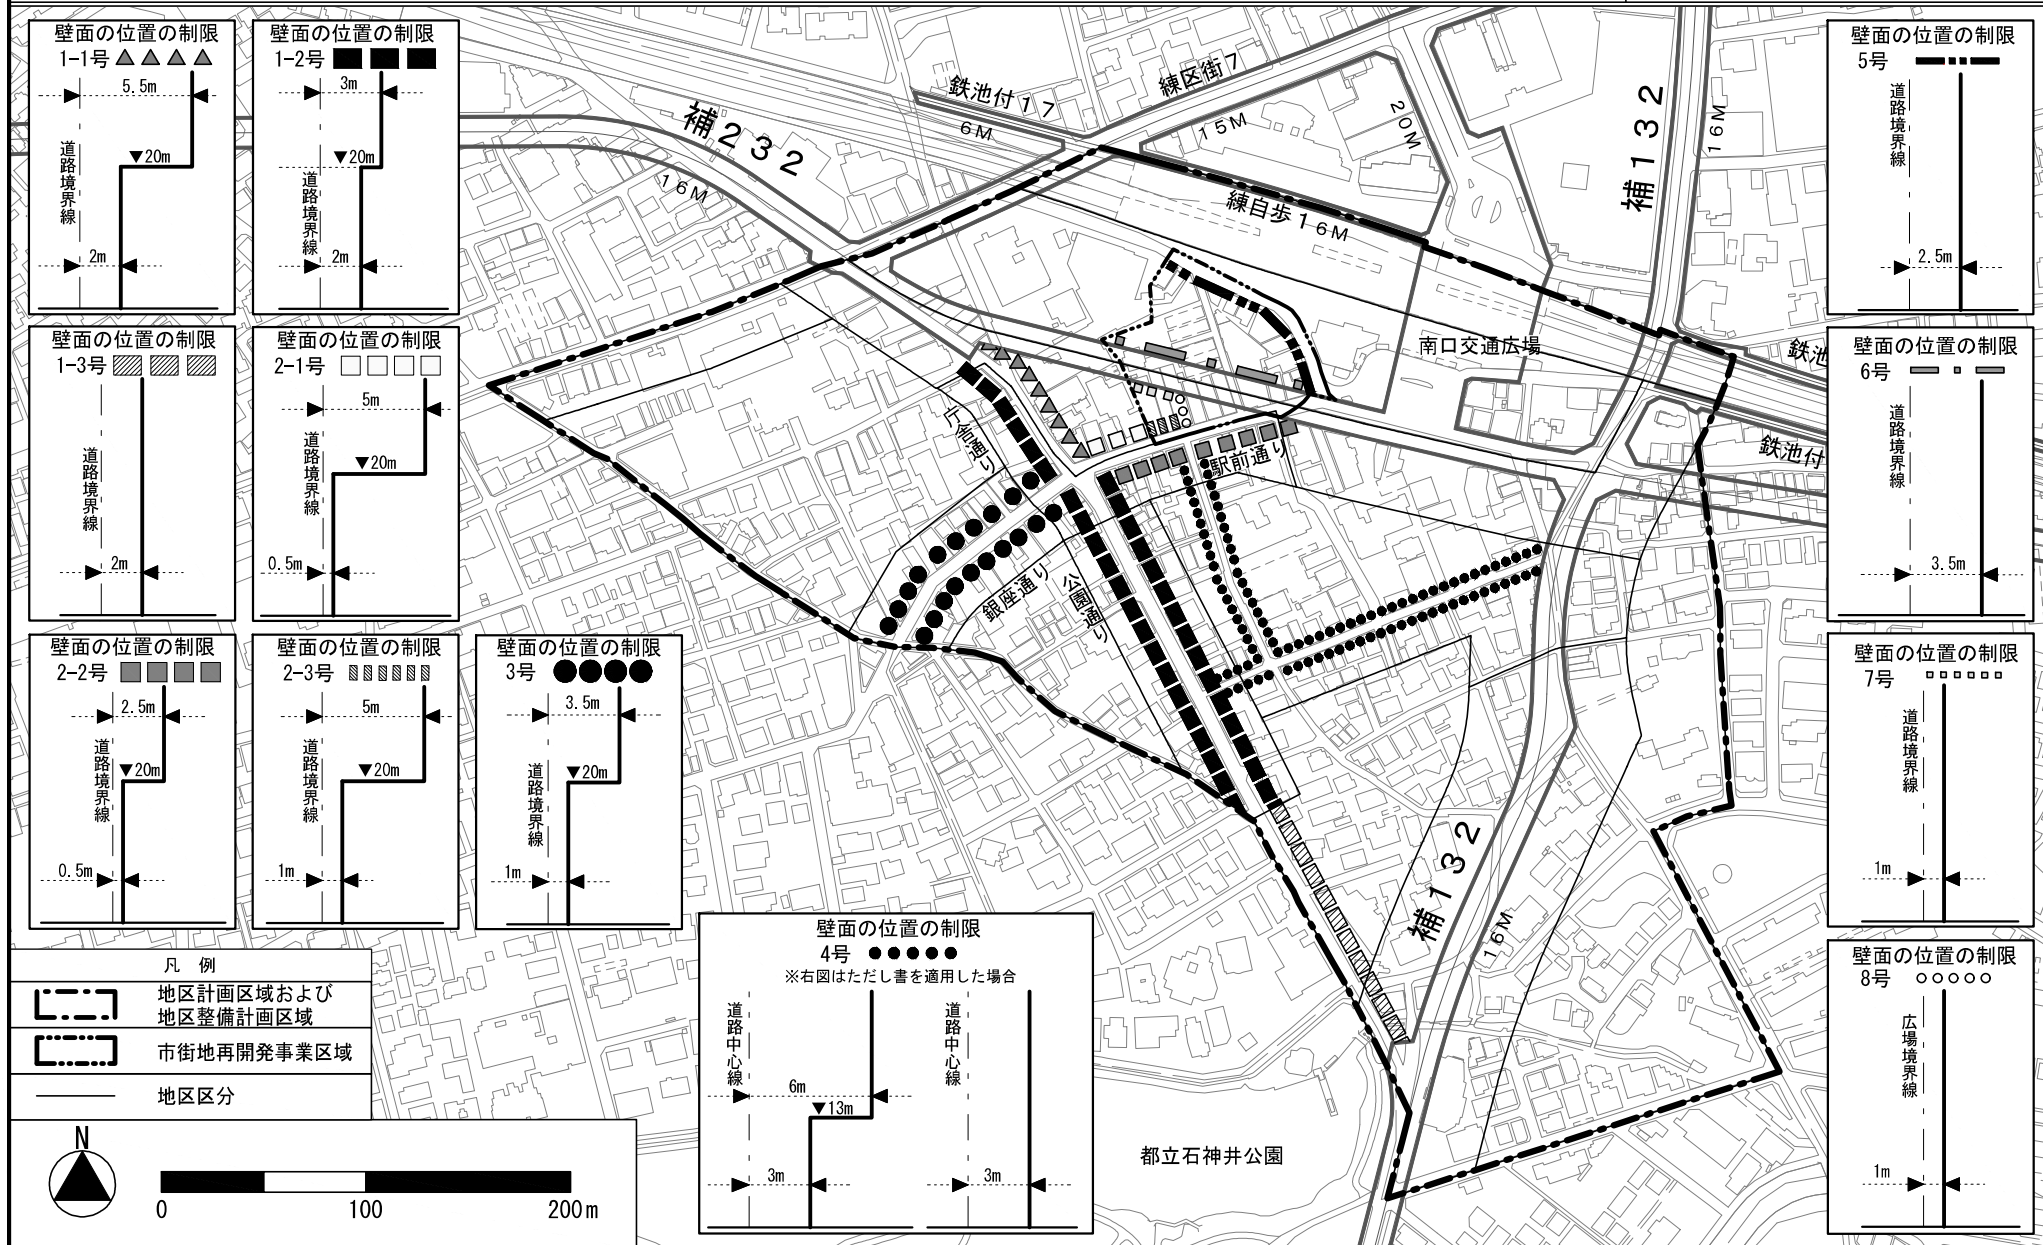 壁面の位置の制限
1-1号
5.5m
道路境界線
▼20m
2m
壁面の位置の制限
1-2号
3m
▼20m
道路境界線
2m
壁面の位置の制限
1-3号
道路境界線
2m
壁面の位置の制限
2-1号
5m
道路境界線
▼20m
0.5m
壁面の位置の制限
2-2号
2.5m
道路境界線
▼20m
0.5m
壁面の位置の制限
2-3号
5m
道路境界線
▼20m
1m
壁面の位置の制限
3号
3.5m
道路境界線
▼20m
1m
壁面の位置の制限
4号
※右図はただし書を適用した場合
道路中心線
6m
▼13m
3m
道路中心線
3m
壁面の位置の制限
5号
道路境界線
2.5m
壁面の位置の制限
6号
道路境界線
3.5m
壁面の位置の制限
7号
道路境界線
1m
壁面の位置の制限
8号
広場境界線
1m
補232
16M
鉄池付17
6M
練区街7
15M
20M
補132
16M
練自歩16M
南口交通広場
鉄池
鉄池付
庁舎通り
駅前通り
銀座通り
公園通り
補132
16M
都立石神井公園
凡 例
地区計画区域および
地区整備計画区域
市街地再開発事業区域
地区区分
N
0 100 200m